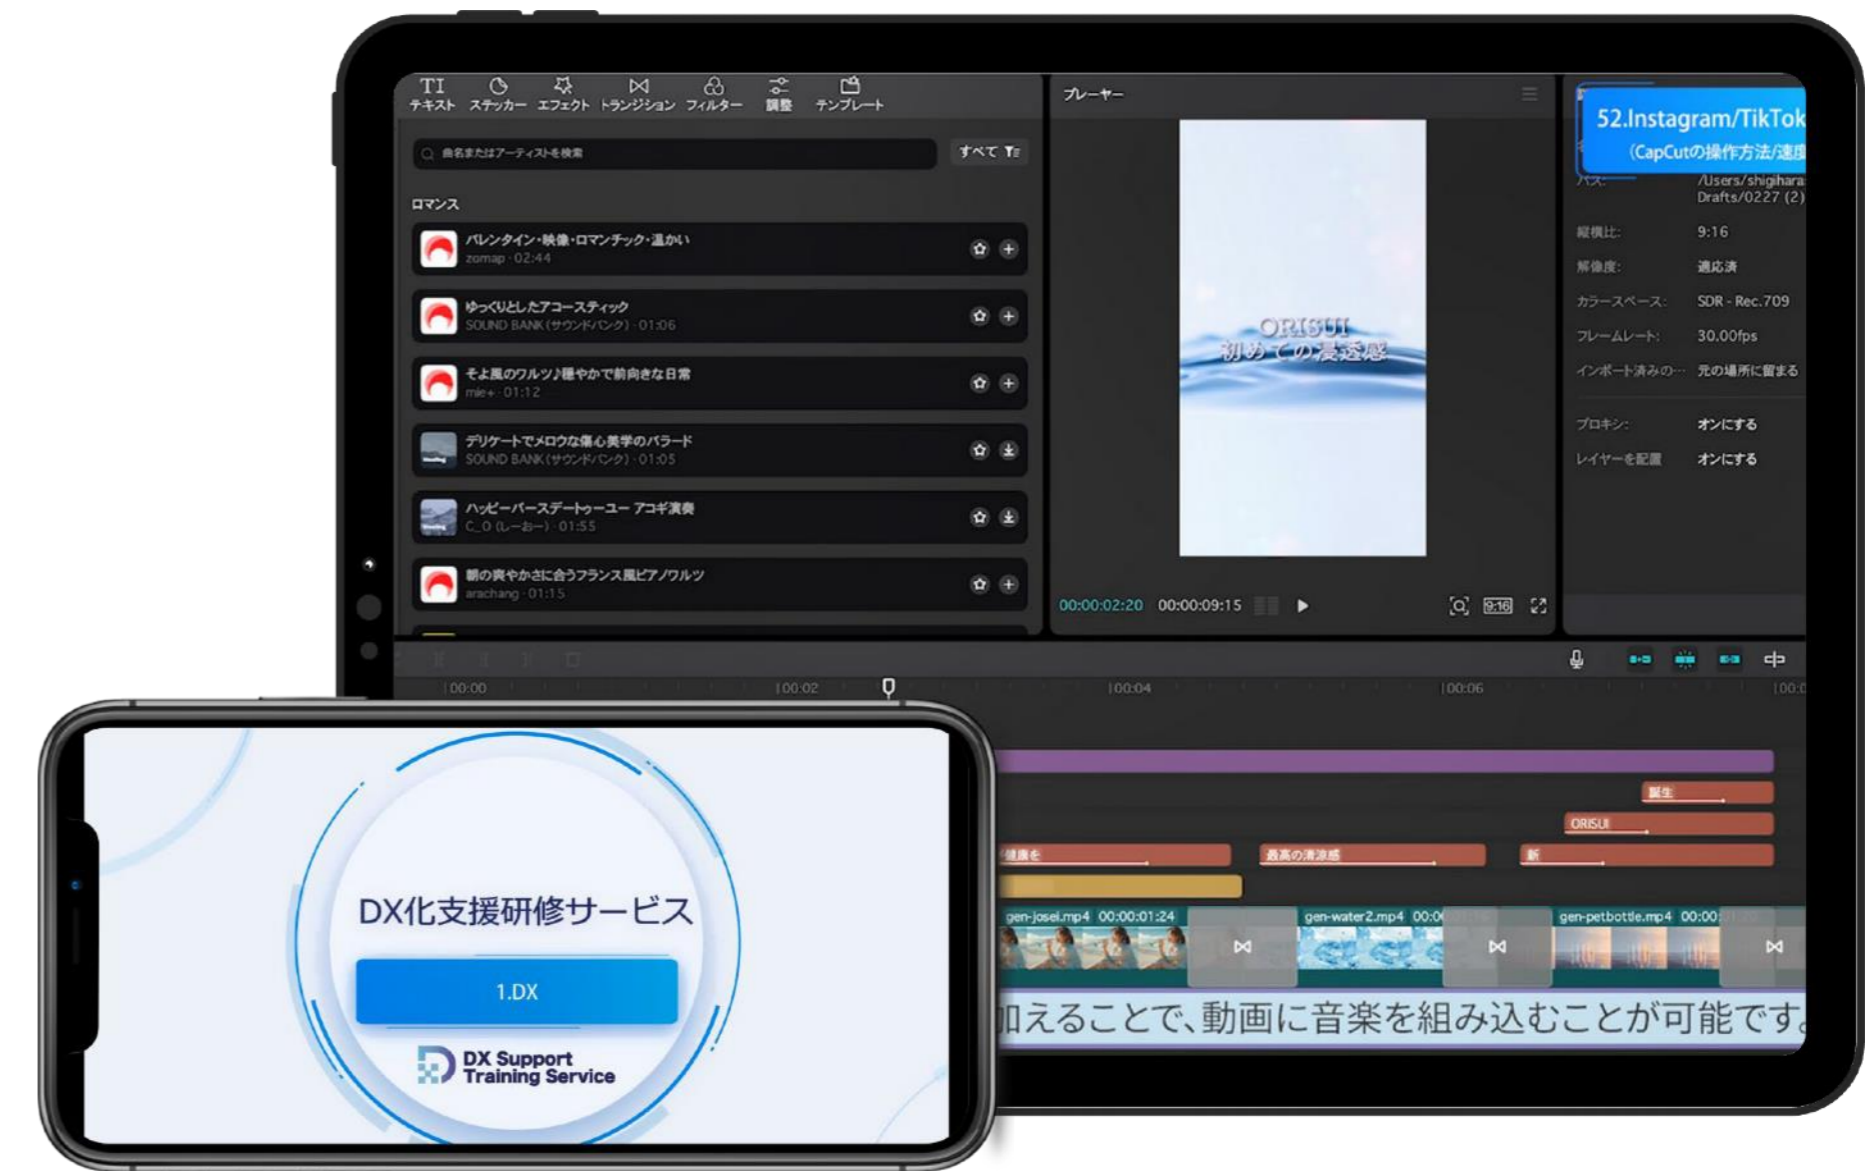 TI
テキスト ステッカー エフェクト トランジション フィルター 調整 テンプレート
曲名またはアーティストを検索
すべて
ロマンス
バレンタイン・映像・ロマンチック・温かい
zomap · 02:44
ゆっくりとしたアコースティック
SOUND BANK (サウンドバンク) · 01:06
そよ風のワルツ♪穏やかで前向きな日常
mie+ · 01:12
デリケートでメロウな傷心美学のバラード
SOUND BANK (サウンドバンク) · 01:05
ハッピーバースデートゥーユー アコギ演奏
C_O (しーおー) · 01:55
朝の爽やかさに合うフランス風ピアノワルツ
arachang · 01:15
プレーヤー
ORISUI
初めての浸透感
00:00:02:20 00:00:09:15
9:16
52.Instagram/TikTok
(CapCutの操作方法/速度
パス: /Users/shigihara
Drafts/0227 (2)
縦横比: 9:16
解像度: 適応済
カラースペース: SDR - Rec.709
フレームレート: 30.00fps
インポート済みの… 元の場所に留まる
プロキシ: オンにする
レイヤーを配置 オンにする
00:00 00:02 00:04 00:06
誕生
ORISUI
健康を 最高の清涼感 新
gen-josei.mp4 00:00:01:24 gen-water2.mp4 gen-petbottle.mp4
加えることで、動画に音楽を組み込むことが可能です。
DX化支援研修サービス
1.DX
DX Support
Training Service